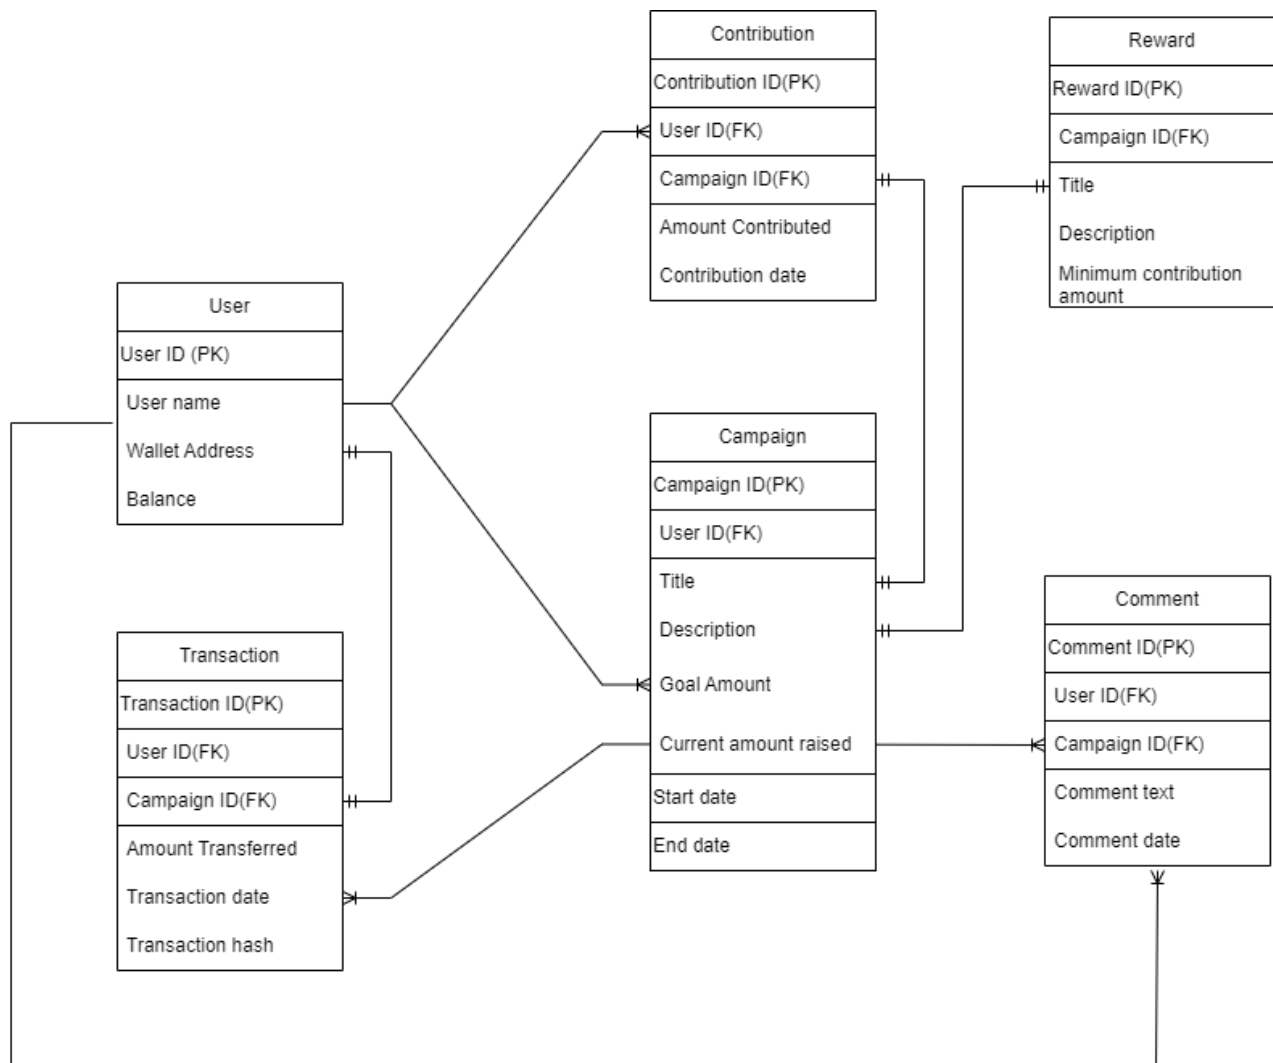 Contribution
Contribution ID(PK)
User ID(FK)
Campaign ID(FK)
Amount Contributed
Contribution date
Reward
Reward ID(PK)
Campaign ID(FK)
Title
Description
Minimum contribution
amount
User
User ID (PK)
User name
Wallet Address
Balance
Campaign
Campaign ID(PK)
User ID(FK)
Title
Description
Goal Amount
Current amount raised
Start date
End date
Transaction
Transaction ID(PK)
User ID(FK)
Campaign ID(FK)
Amount Transferred
Transaction date
Transaction hash
Comment
Comment ID(PK)
User ID(FK)
Campaign ID(FK)
Comment text
Comment date